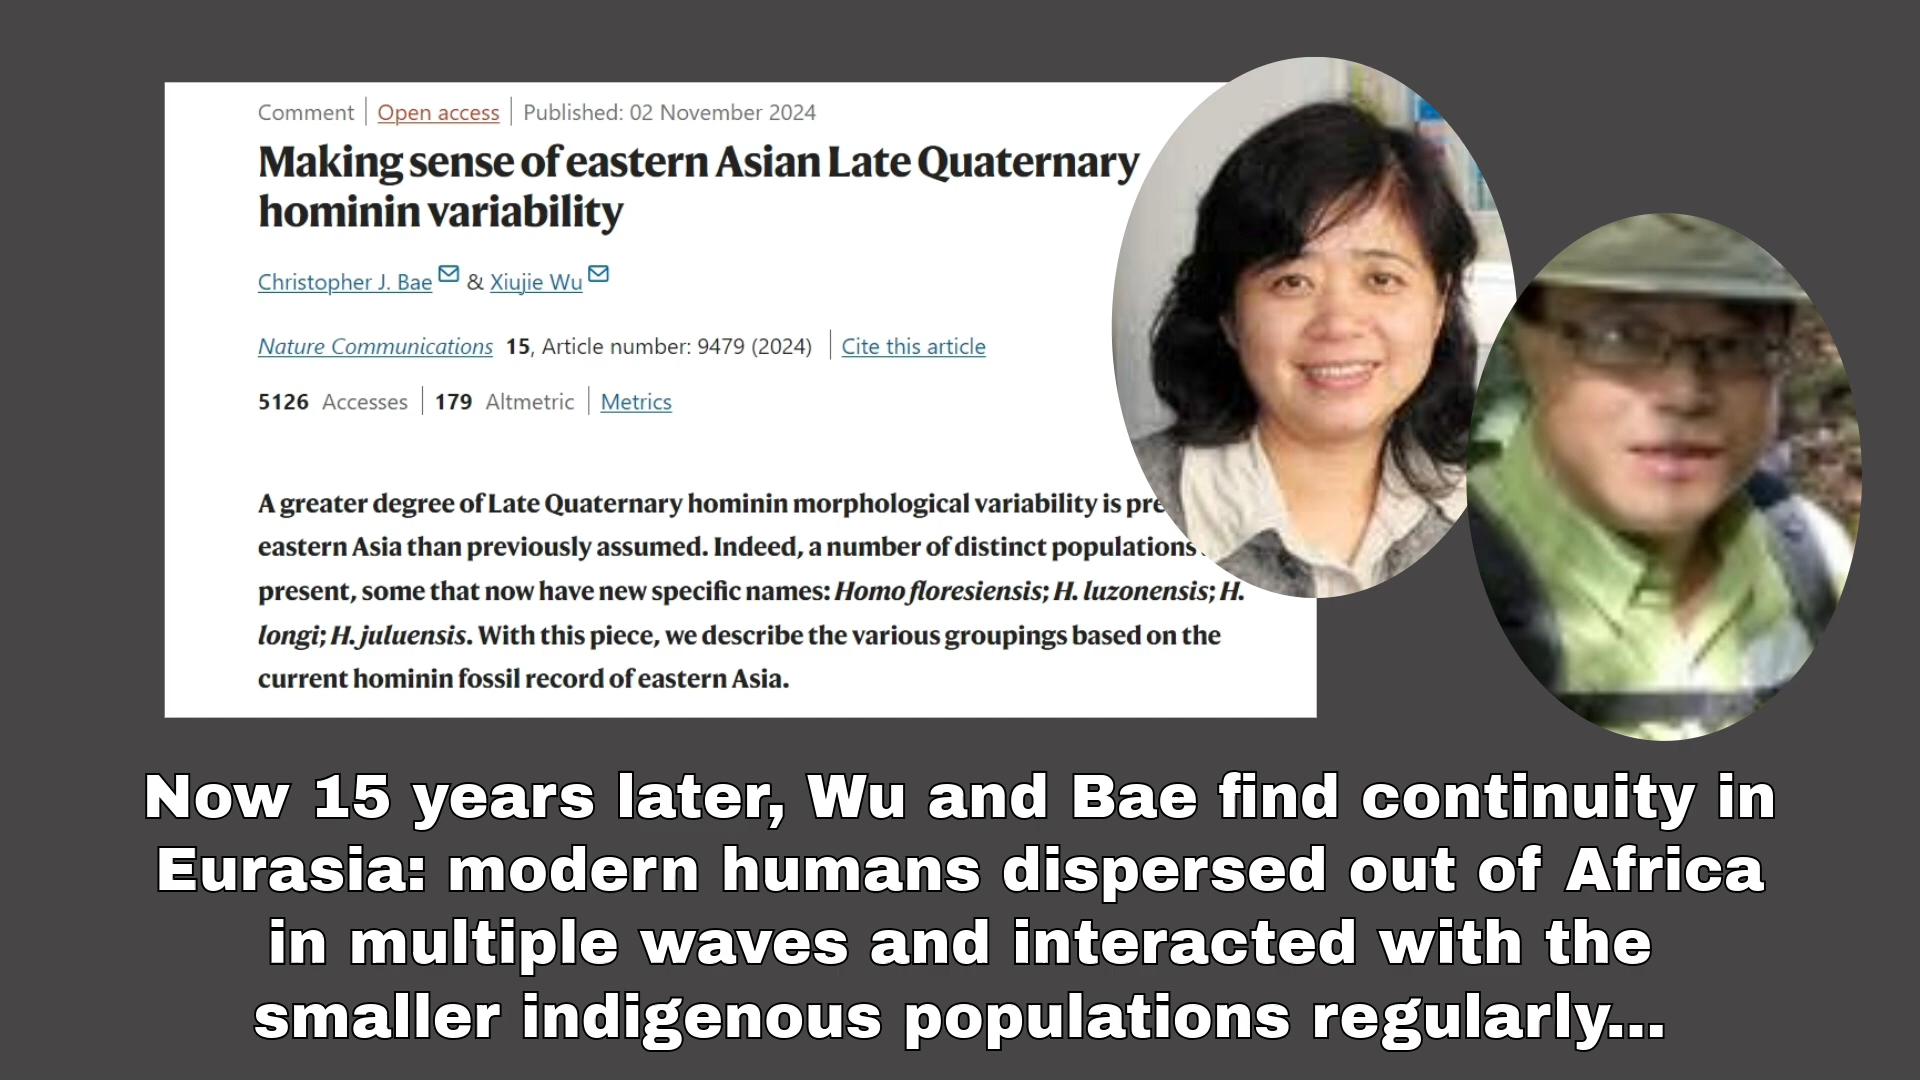 Comment | Open access | Published: 02 November 2024
Making sense of eastern Asian Late Quaternary
hominin variability
Christopher J. Bae & Xiujie Wu
Nature Communications 15, Article number: 9479 (2024) | Cite this article
5126 Accesses | 179 Altmetric | Metrics
A greater degree of Late Quaternary hominin morphological variability is
eastern Asia than previously assumed. Indeed, a number of distinct populations
present, some that now have new specific names: Homo floresiensis; H. luzonensis; H.
longi; H. juluensis. With this piece, we describe the various groupings based on the
current hominin fossil record of eastern Asia.
Now 15 years later, Wu and Bae find continuity in
Eurasia: modern humans dispersed out of Africa
in multiple waves and interacted with the
smaller indigenous populations regularly...